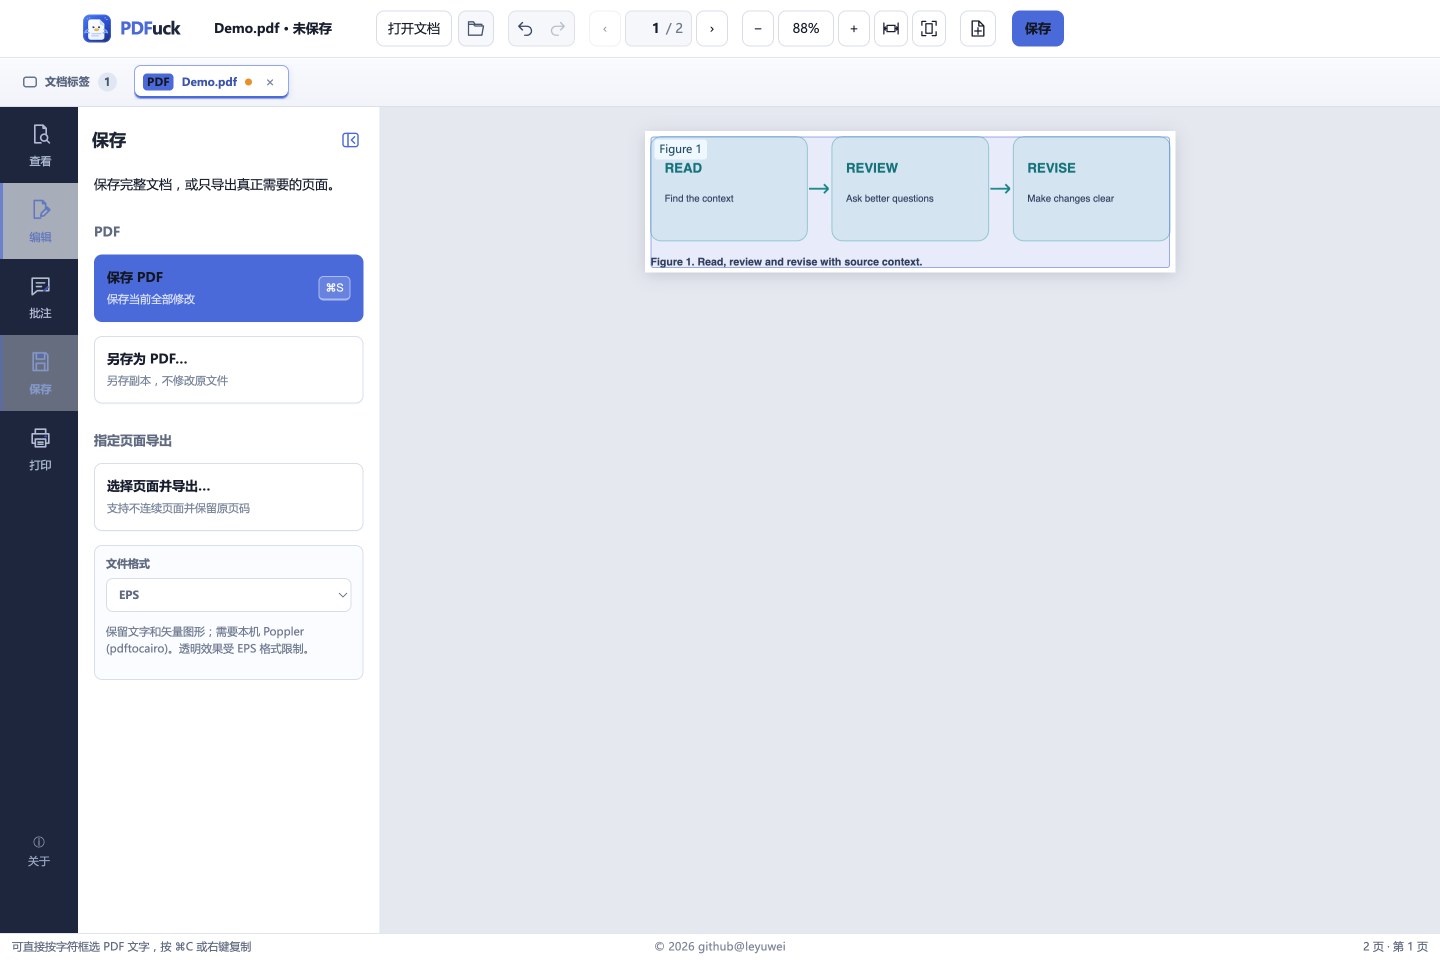 PDFuck
Demo.pdf • 未保存
打开文档
1 / 2
88%
保存
文档标签 1
PDF Demo.pdf
查看
编辑
批注
保存
打印
关于
保存
保存完整文档，或只导出真正需要的页面。
PDF
保存 PDF
保存当前全部修改
⌘S
另存为 PDF...
另存副本，不修改原文件
指定页面导出
选择页面并导出...
支持不连续页面并保留原页码
文件格式
EPS
保留文字和矢量图形；需要本机 Poppler
(pdftocairo)。透明效果受 EPS 格式限制。
Figure 1
READ
Find the context
REVIEW
Ask better questions
REVISE
Make changes clear
Figure 1. Read, review and revise with source context.
可直接按字符框选 PDF 文字，按 ⌘C 或右键复制
© 2026 github@leyuwei
2 页 · 第 1 页